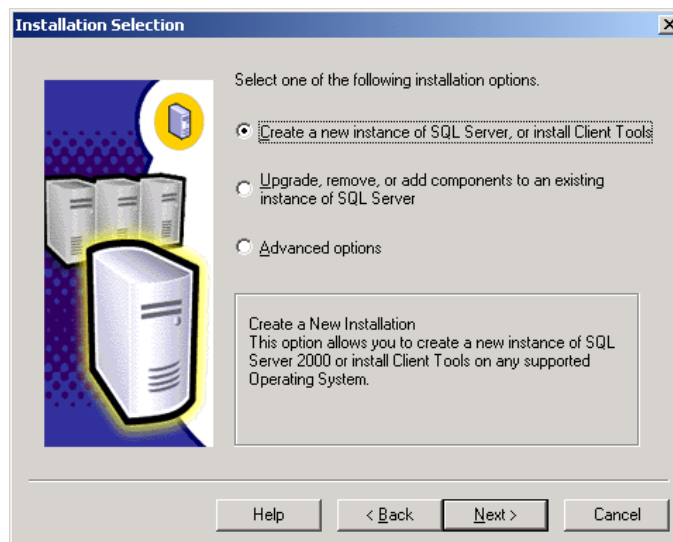 Installation Selection
Select one of the following installation options.
Create a new instance of SQL Server, or install Client Tools
Upgrade, remove, or add components to an existing
instance of SQL Server
Advanced options
Create a New Installation
This option allows you to create a new instance of SQL
Server 2000 or install Client Tools on any supported
Operating System.
Help
< Back
Next >
Cancel